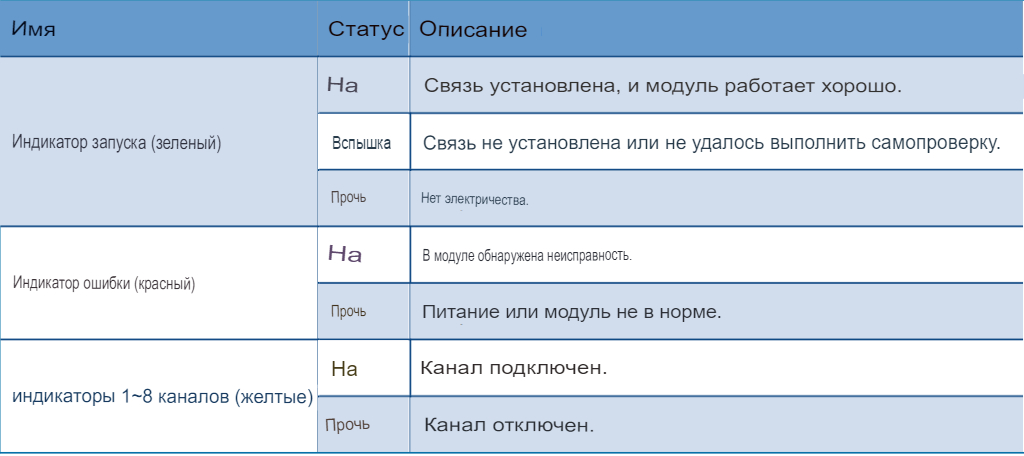 Имя Статус Описание
На Связь установлена, и модуль работает хорошо.
Индикатор запуска (зеленый) Вспышка Связь не установлена или не удалось выполнить самопроверку.
Прочь Нет электричества.
На В модуле обнаружена неисправность.
Индикатор ошибки (красный)
Прочь Питание или модуль не в норме.
На Канал подключен.
индикаторы 1~8 каналов (желтые)
Прочь Канал отключен.